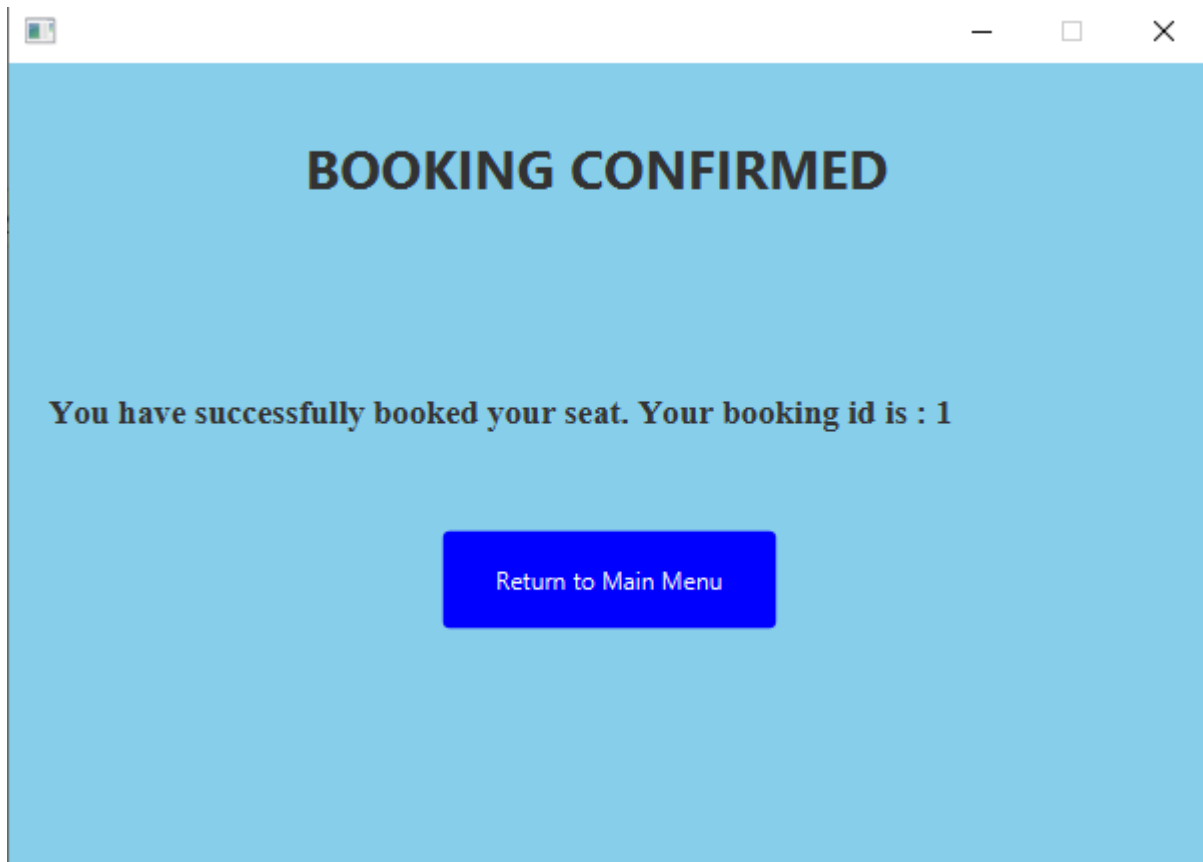 BOOKING CONFIRMED
You have successfully booked your seat. Your booking id is : 1
Return to Main Menu